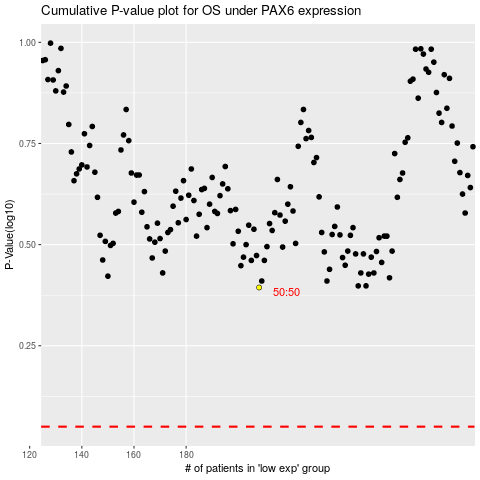 Cumulative P-value plot for OS under PAX6 expression
P-Value(log10)
1.00
0.75
0.50
0.25
50:50
120 140 160 180
# of patients in 'low exp' group